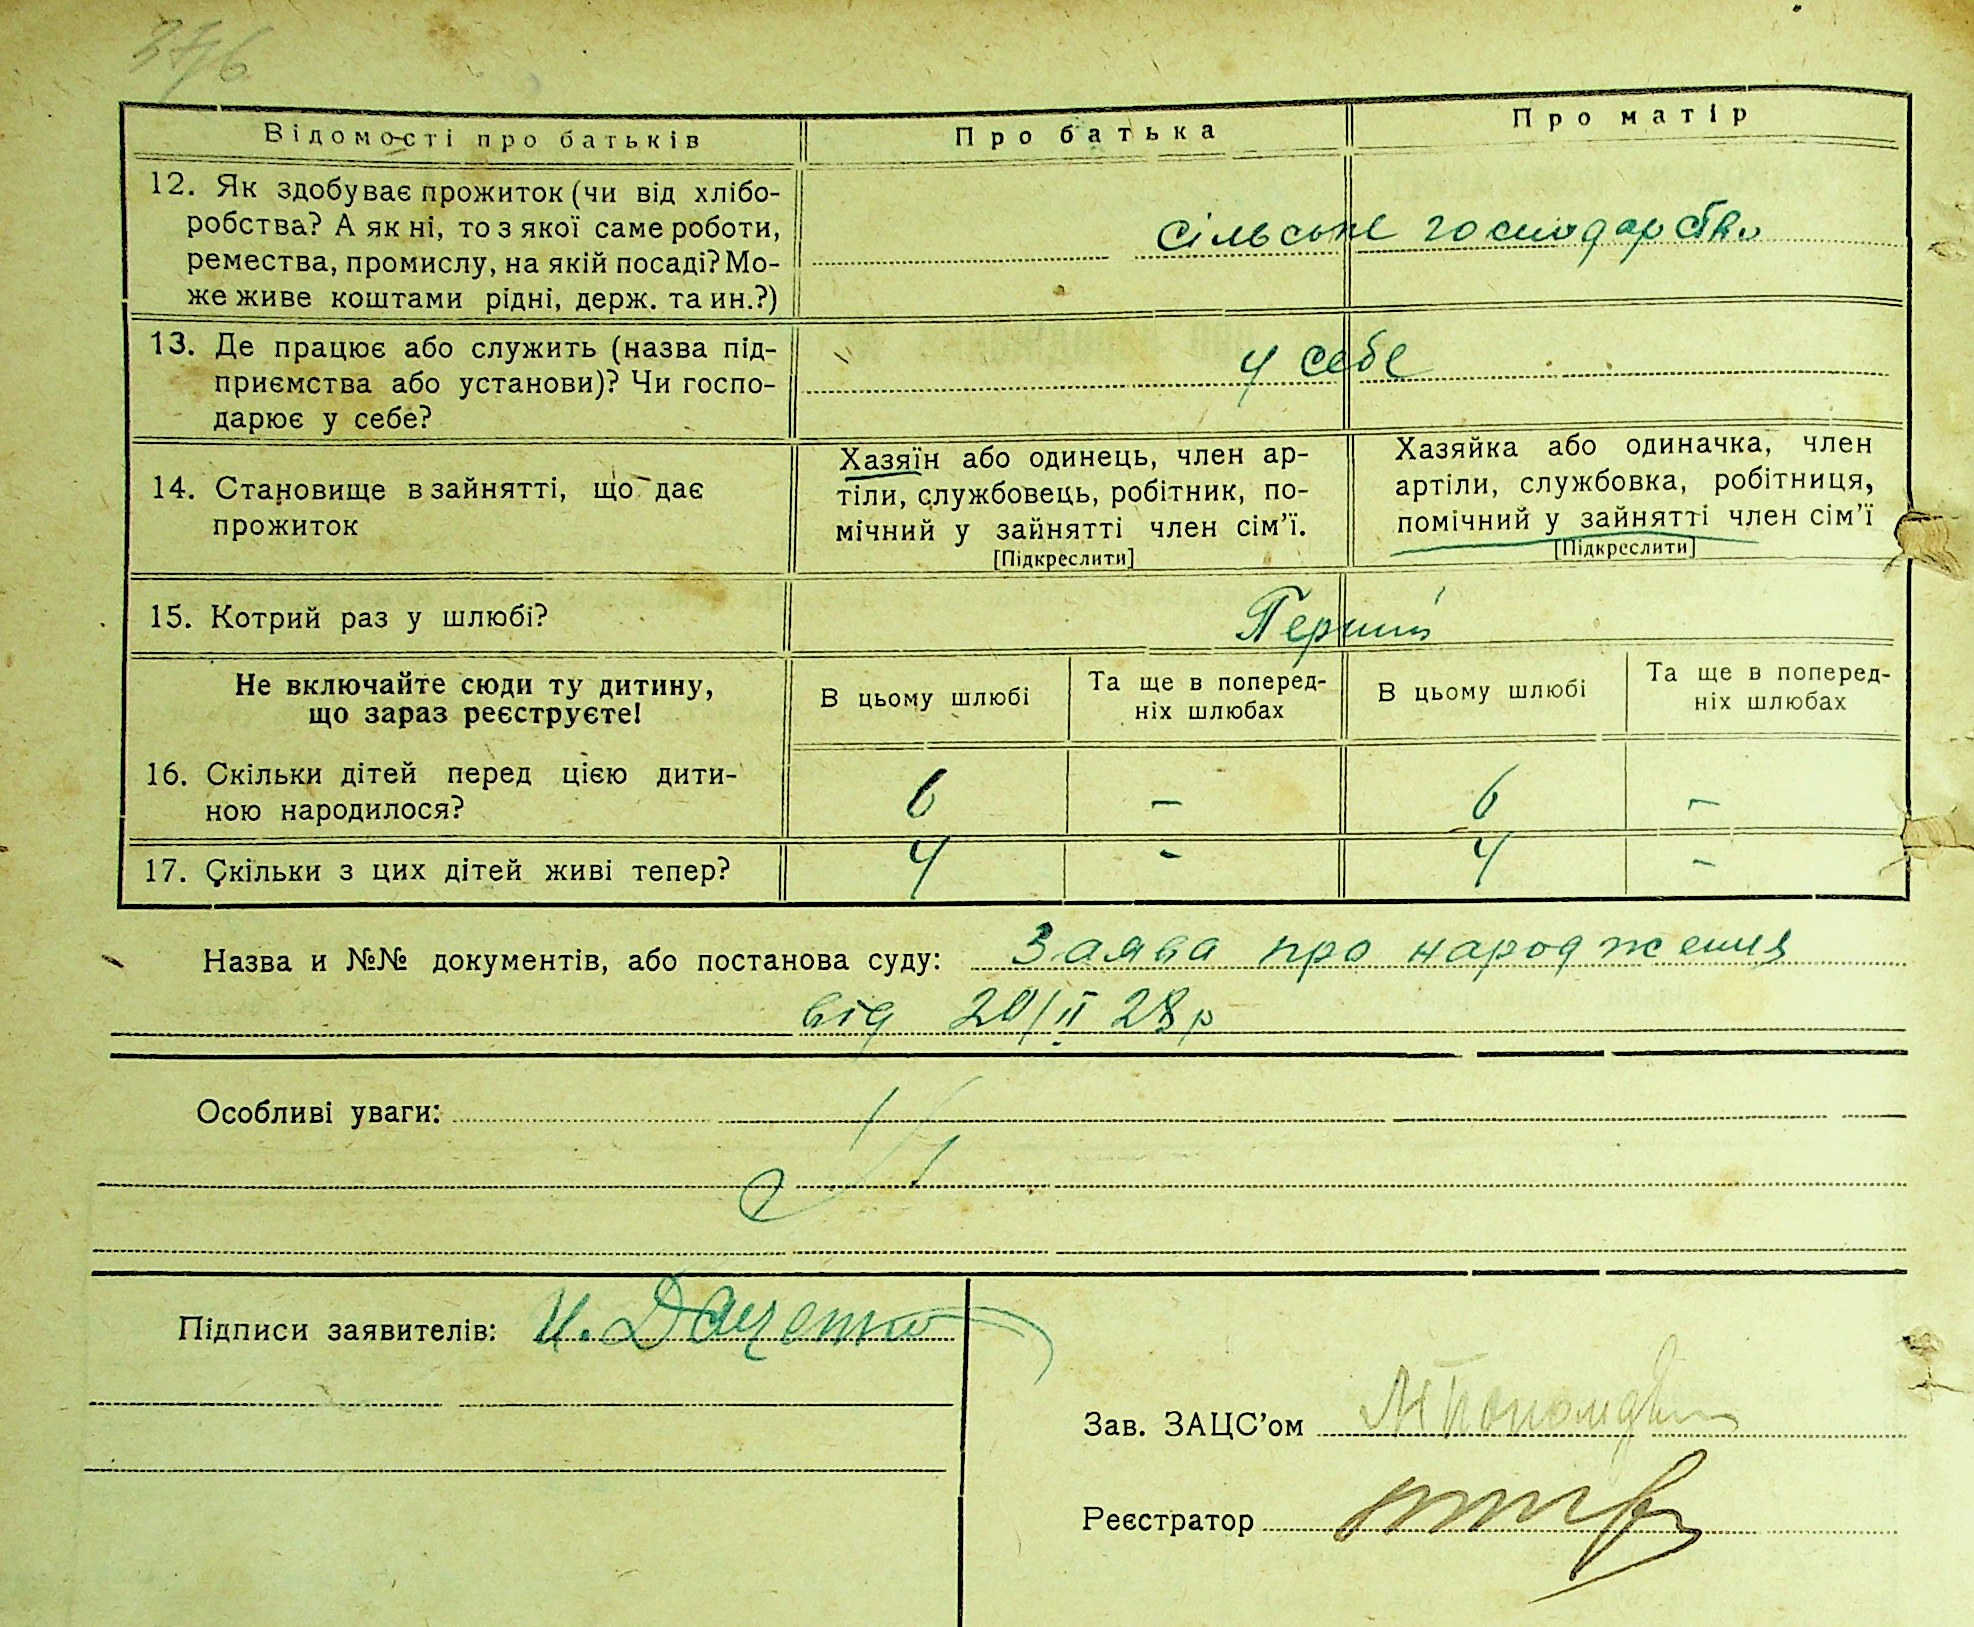 Відомості про батьків Про батька Про матір
12. Як здобуває прожиток (чи від хлібо-
робства? А як ні, то з якої саме роботи,
ремества, промислу, на якій посаді? Мо-
же живе коштами рідні, держ. та ин.?)
сільське господарство
13. Де працює або служить (назва під-
приємства або установи)? Чи госпо-
дарює у себе?
у себе
14. Становище в зайнятті, що дає
прожиток
Хазяїн або одинець, член ар-
тіли, службовець, робітник, по-
мічний у зайнятті член сім’ї.
[Підкреслити]
Хазяйка або одиначка, член
артіли, службовка, робітниця,
помічний у зайнятті член сім’ї
[Підкреслити]
15. Котрий раз у шлюбі?
Перший
Не включайте сюди ту дитину,
що зараз реєструєте!
В цьому шлюбі
Та ще в поперед-
ніх шлюбах
В цьому шлюбі
Та ще в поперед-
ніх шлюбах
16. Скільки дітей перед цією дити-
ною народилося?
6 – 6 –
17. Скільки з цих дітей живі тепер?
4 - 4 -
Назва и №№ документів, або постанова суду: Заява про народження
від 20/II 28 р
Особливі уваги:
Підписи заявителів: И. Даценко
Зав. ЗАЦС’ом
Реєстратор